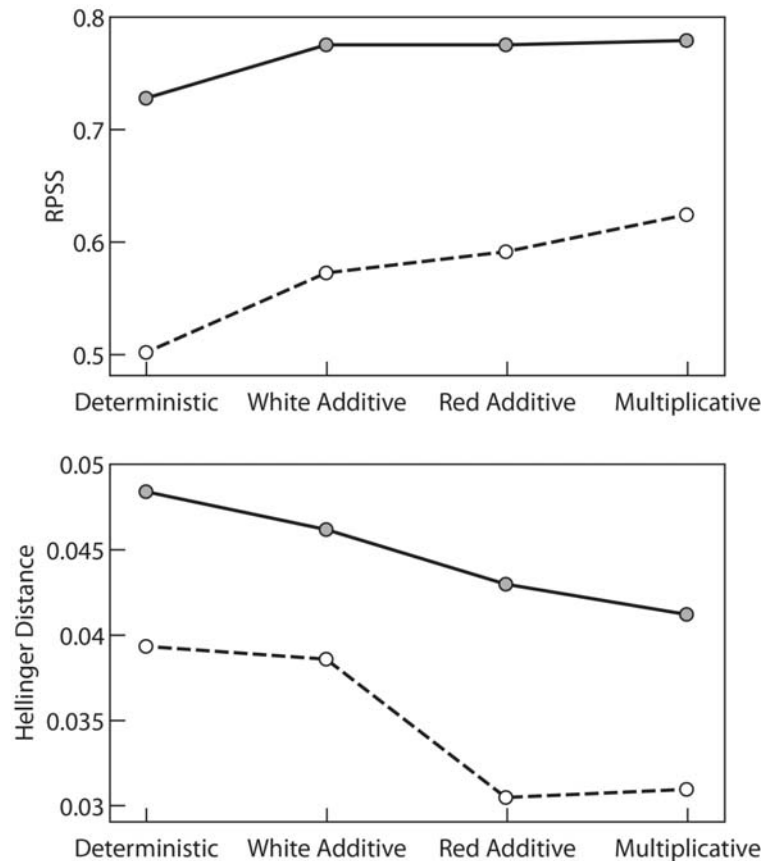 0.8
0.7
0.6
0.5
RPSS
Deterministic White Additive Red Additive Multiplicative
0.05
0.045
0.04
0.035
0.03
Hellinger Distance
Deterministic White Additive Red Additive Multiplicative